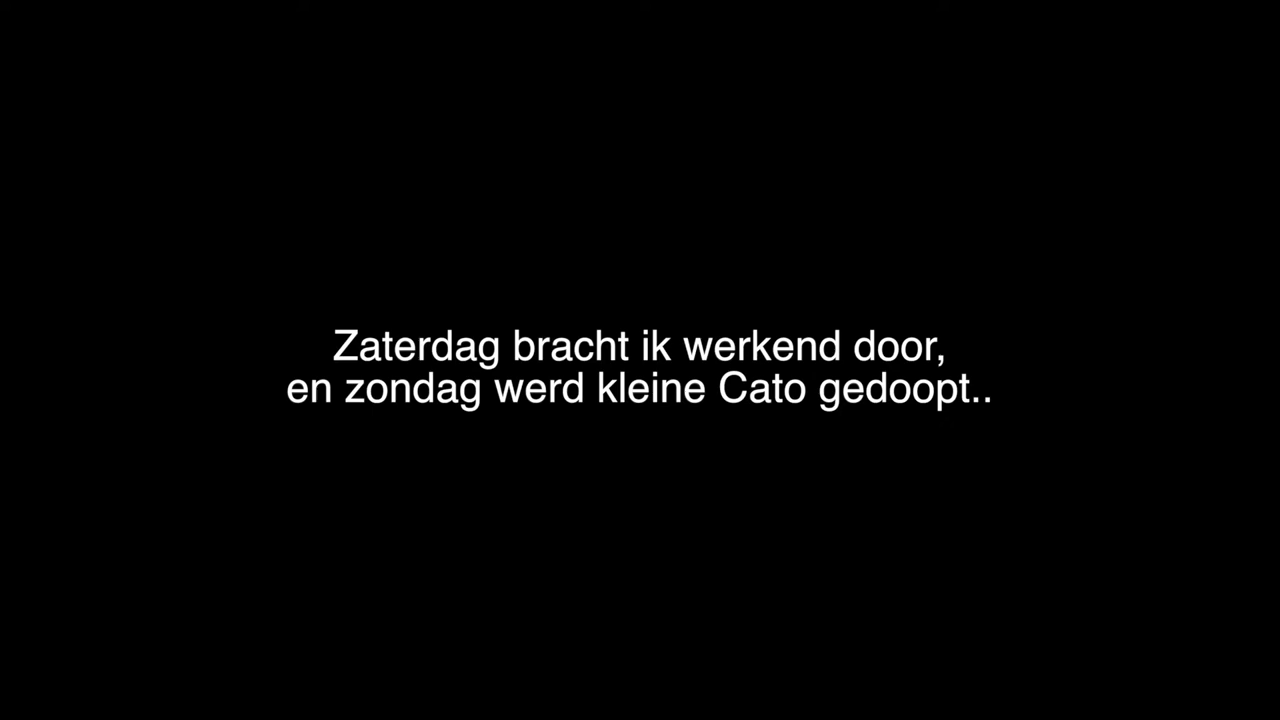 Zaterdag bracht ik werkend door,
en zondag werd kleine Cato gedoopt..